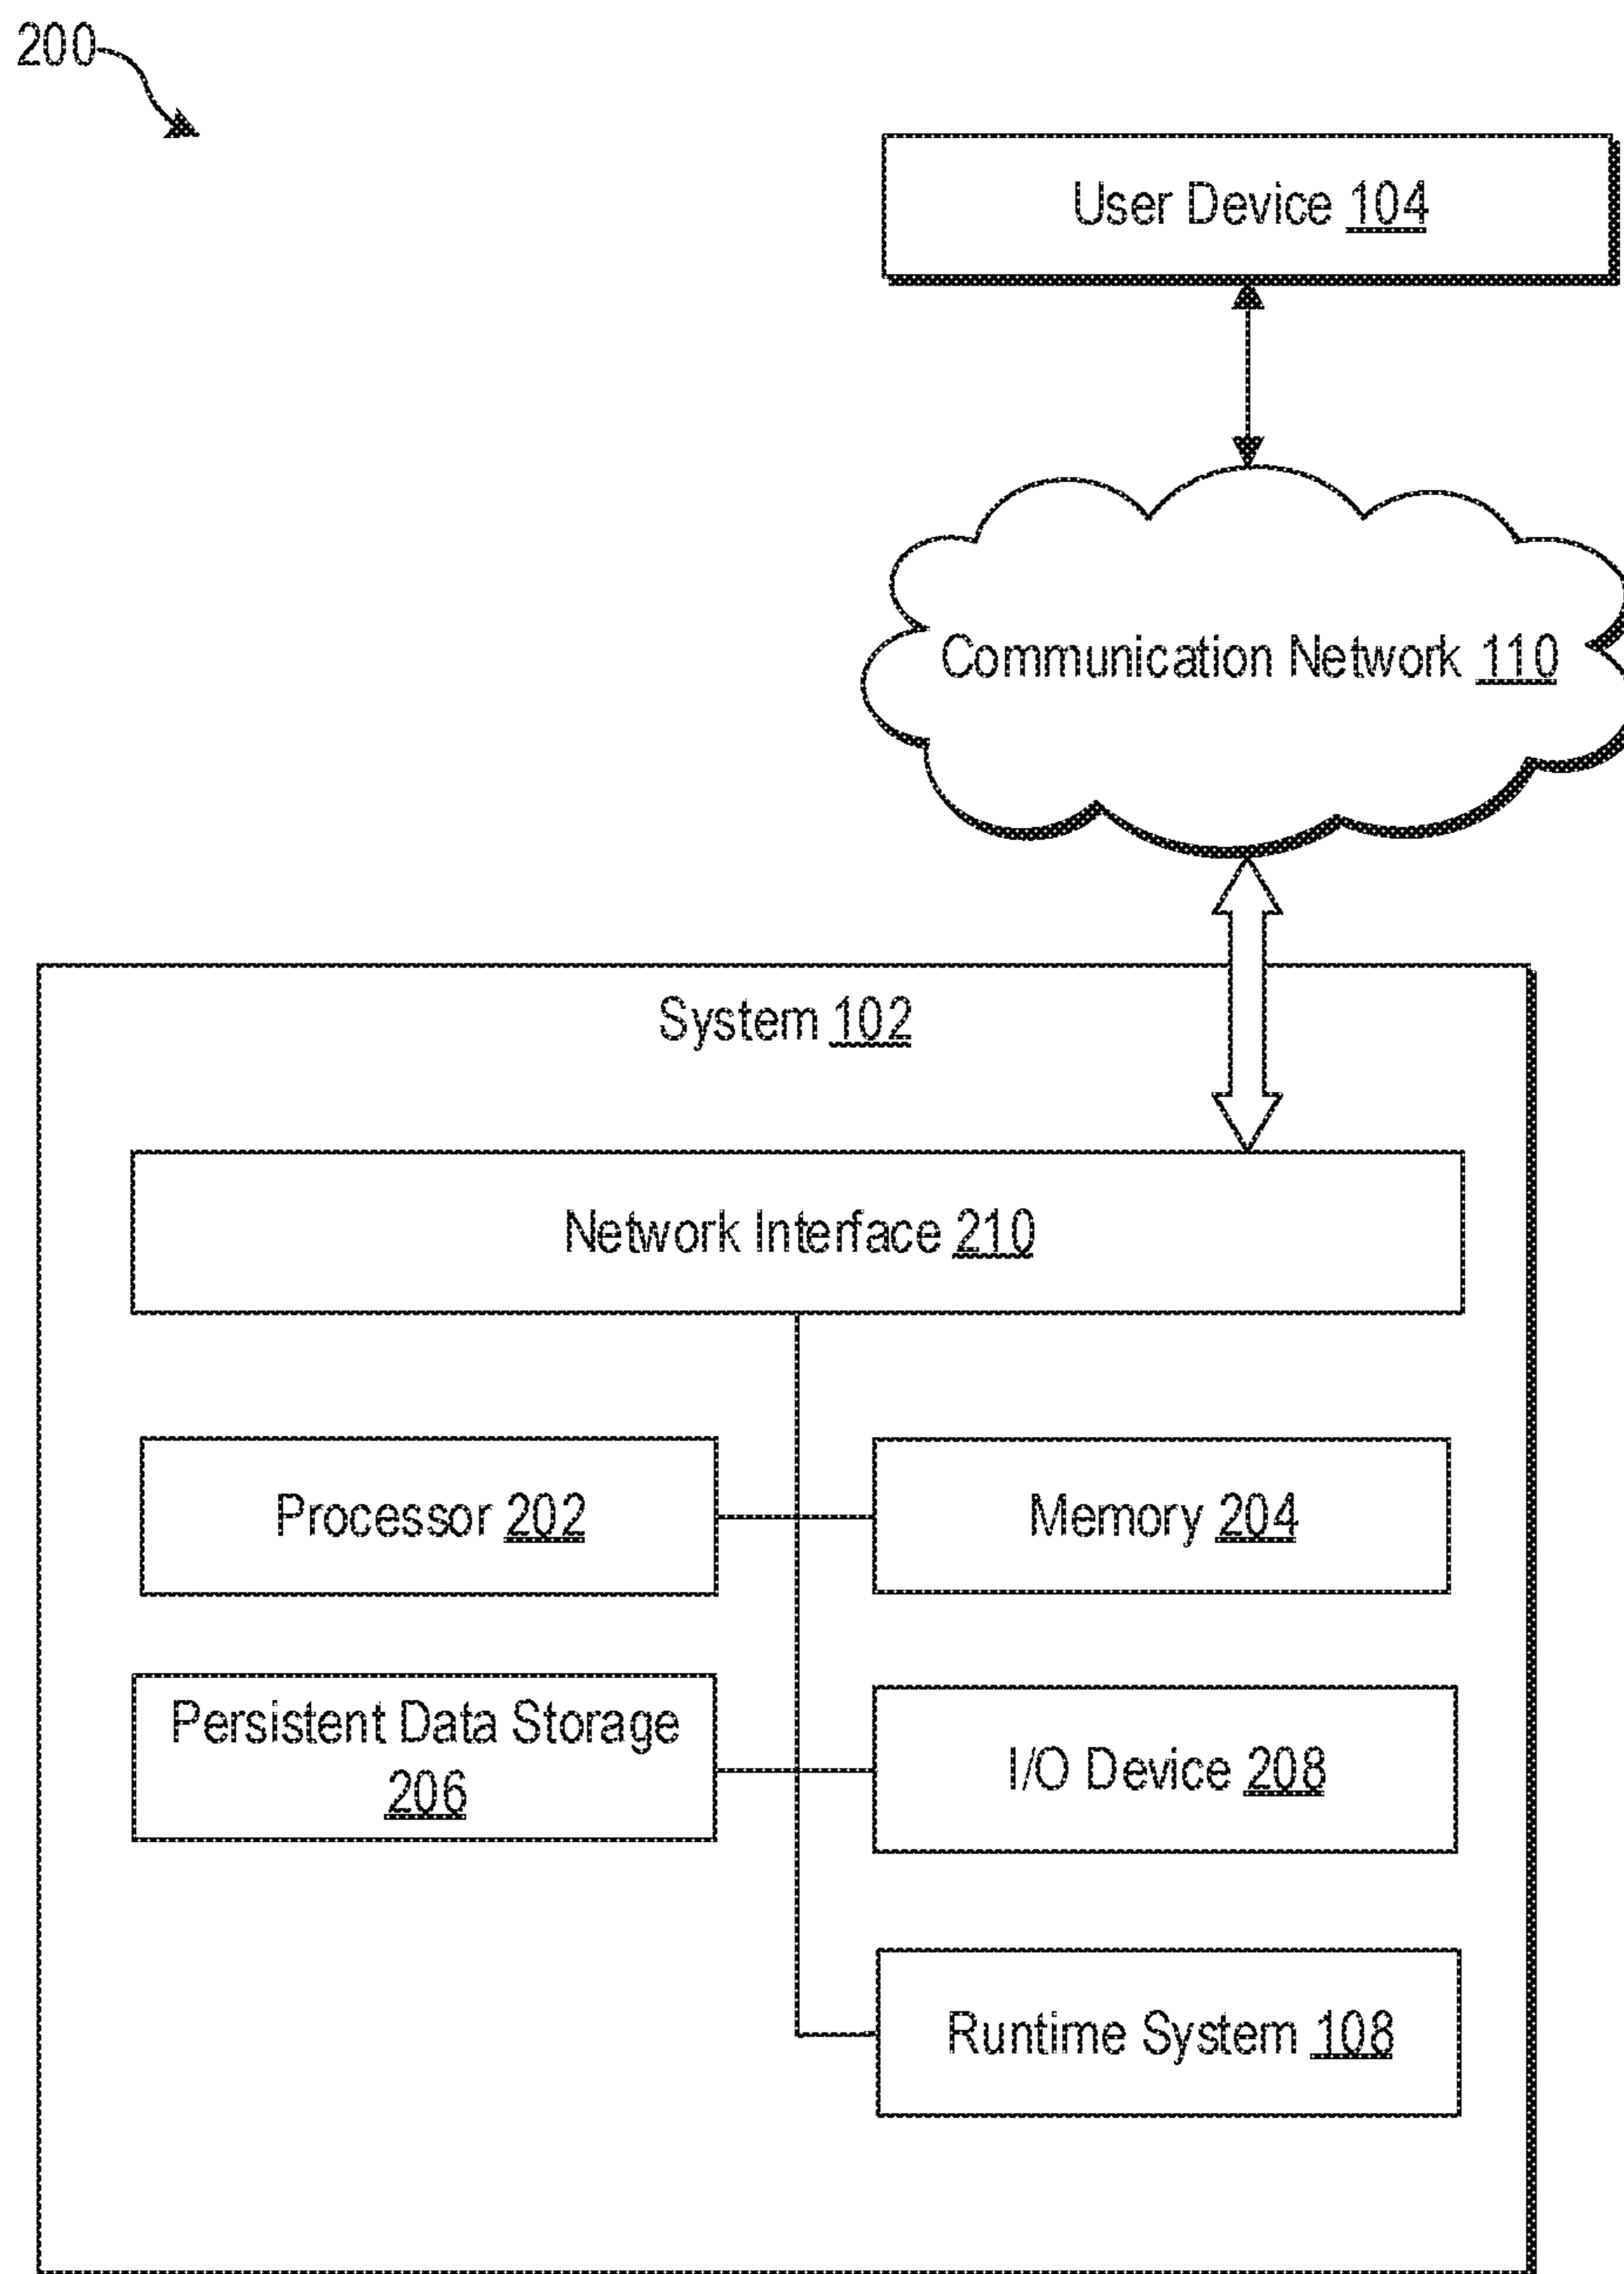 200
User Device 104
Communication Network 110
System 102
Network Interface 210
Processor 202
Memory 204
Persistent Data Storage
206
I/O Device 208
Runtime System 108